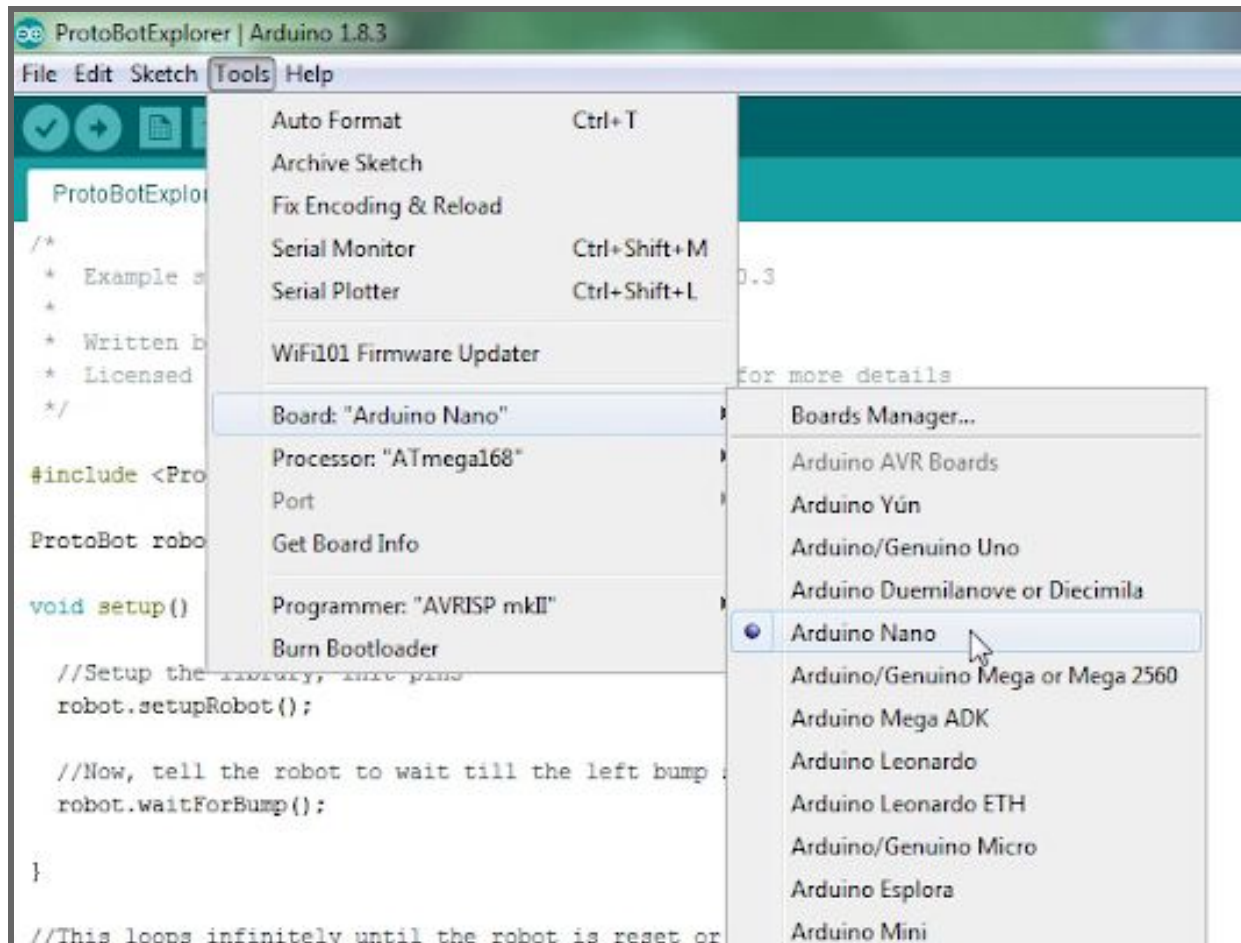 ProtoBotExplorer | Arduino 1.8.3
File Edit Sketch Tools Help
Auto Format Ctrl+T
Archive Sketch
ProtoBotExplor
Fix Encoding & Reload
/*
Serial Monitor Ctrl+Shift+M
* Example s 0.3
Serial Plotter Ctrl+Shift+L
*
* Written b
WiFi101 Firmware Updater
* Licensed for more details
*/
Board: "Arduino Nano"
Boards Manager...
Processor: "ATmega168"
Arduino AVR Boards
#include <Pro
Port
Arduino Yún
ProtoBot robo
Get Board Info
Arduino/Genuino Uno
Arduino Duemilanove or Diecimila
void setup()
Programmer: "AVRISP mkII"
Arduino Nano
Burn Bootloader
//Setup the library, init pins
Arduino/Genuino Mega or Mega 2560
robot.setupRobot();
Arduino Mega ADK
Arduino Leonardo
//Now, tell the robot to wait till the left bump
robot.waitForBump();
Arduino Leonardo ETH
Arduino/Genuino Micro
}
Arduino Esplora
//This loops infinitely until the robot is reset or
Arduino Mini